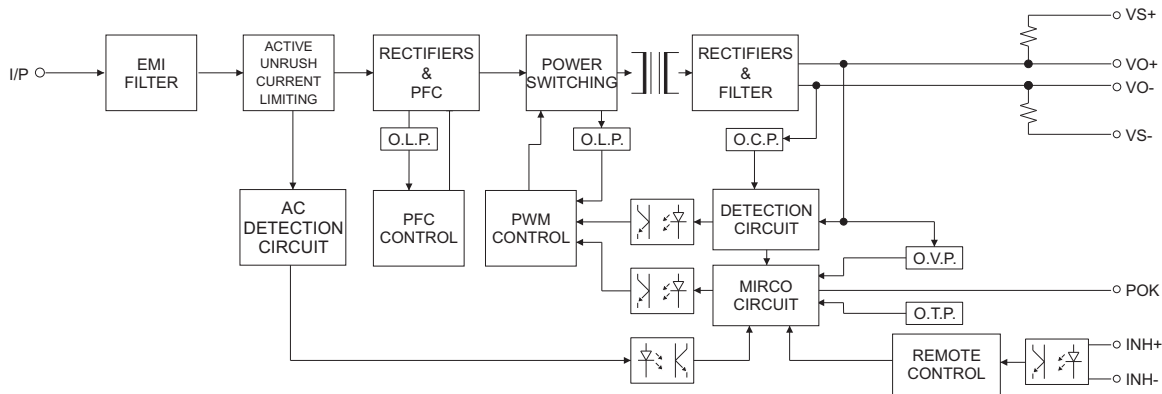 VS+
I/P
EMI
FILTER
ACTIVE
UNRUSH
CURRENT
LIMITING
RECTIFIERS
&
PFC
POWER
SWITCHING
RECTIFIERS
&
FILTER
VO+
VO-
O.L.P.
O.L.P.
O.C.P.
VS-
AC
DETECTION
CIRCUIT
PFC
CONTROL
PWM
CONTROL
DETECTION
CIRCUIT
O.V.P.
MIRCO
CIRCUIT
POK
O.T.P.
REMOTE
CONTROL
INH+
INH-